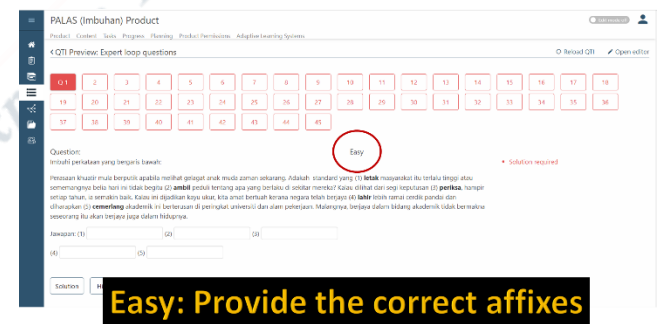 PALAS (Imbuhan) Product
Product Content Tasks Progress Planning Product Permissions Adaptive Learning Systems
QTI Preview: Expert loop questions
Reload QTI Open editor
Q 1 2 3 4 5 6 7 8 9 10 11 12 13 14 15 16 17 18
19 20 21 22 23 24 25 26 27 28 29 30 31 32 33 34 35 36
37 38 39 40 41 42 43 44 45
Question: Easy
Imbuhi perkataan yang bergaris bawah:
Solution required
Perasaan khuatir mula berputik apabila melihat gelagat anak muda zaman sekarang. Adakah standard yang (1) letak masyarakat itu terlalu tinggi atau
sememangnya belia hari ini tidak begitu (2) ambil peduli tentang apa yang berlaku di sekitar mereka? Kalau dilihat dari segi keputusan (3) periksa, hampir
setiap tahun, ia semakin baik. Kalau ini dijadikan kayu ukur, kita amat bertuah kerana negara telah berjaya (4) lahir lebih ramai cerdik pandai dan
diharapkan (5) cemerlang akademik ini berterusan di peringkat universiti dan alam pekerjaan. Malangnya, berjaya dalam bidang akademik tidak bermakna
seseorang itu akan berjaya juga dalam hidupnya.
Jawapan: (1) (2) (3)
(4) (5)
Solution
Easy: Provide the correct affixes